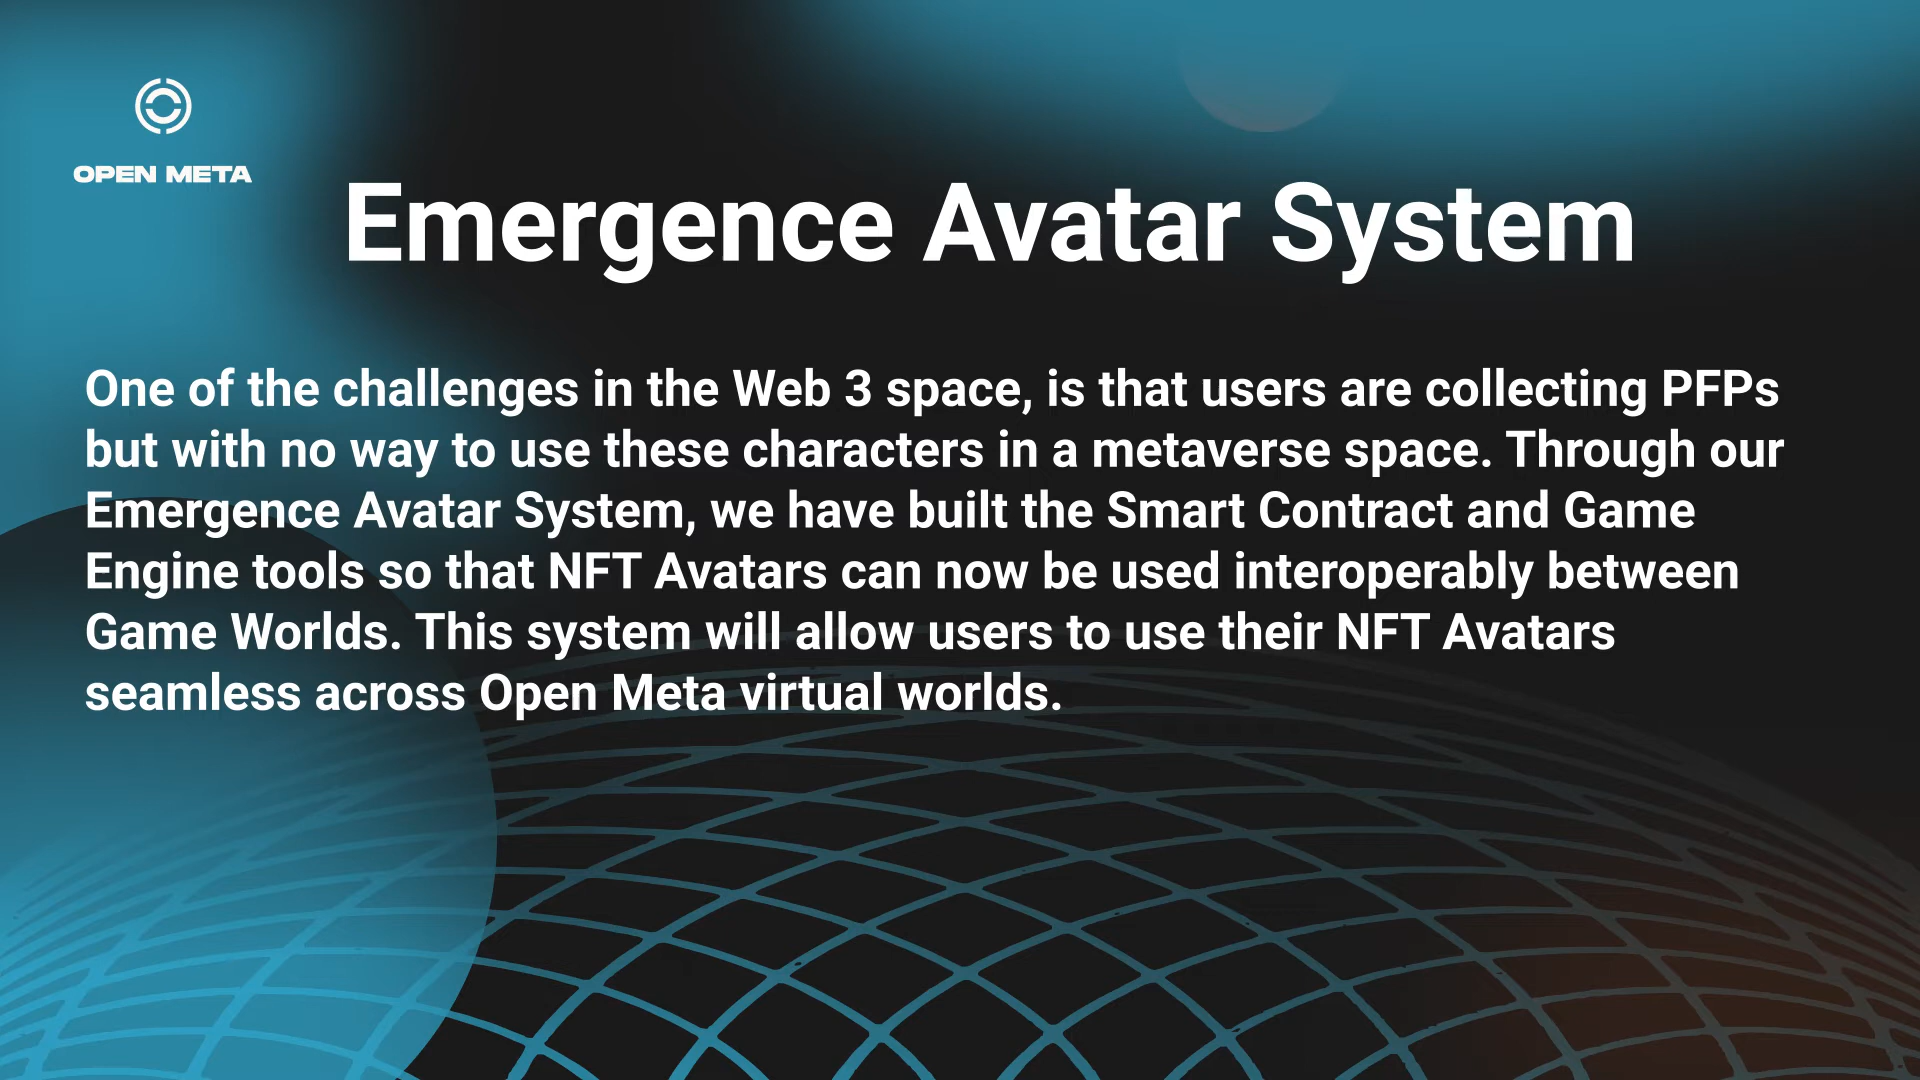 OPEN META
Emergence Avatar System
One of the challenges in the Web 3 space, is that users are collecting PFPs
but with no way to use these characters in a metaverse space. Through our
Emergence Avatar System, we have built the Smart Contract and Game
Engine tools so that NFT Avatars can now be used interoperably between
Game Worlds. This system will allow users to use their NFT Avatars
seamless across Open Meta virtual worlds.